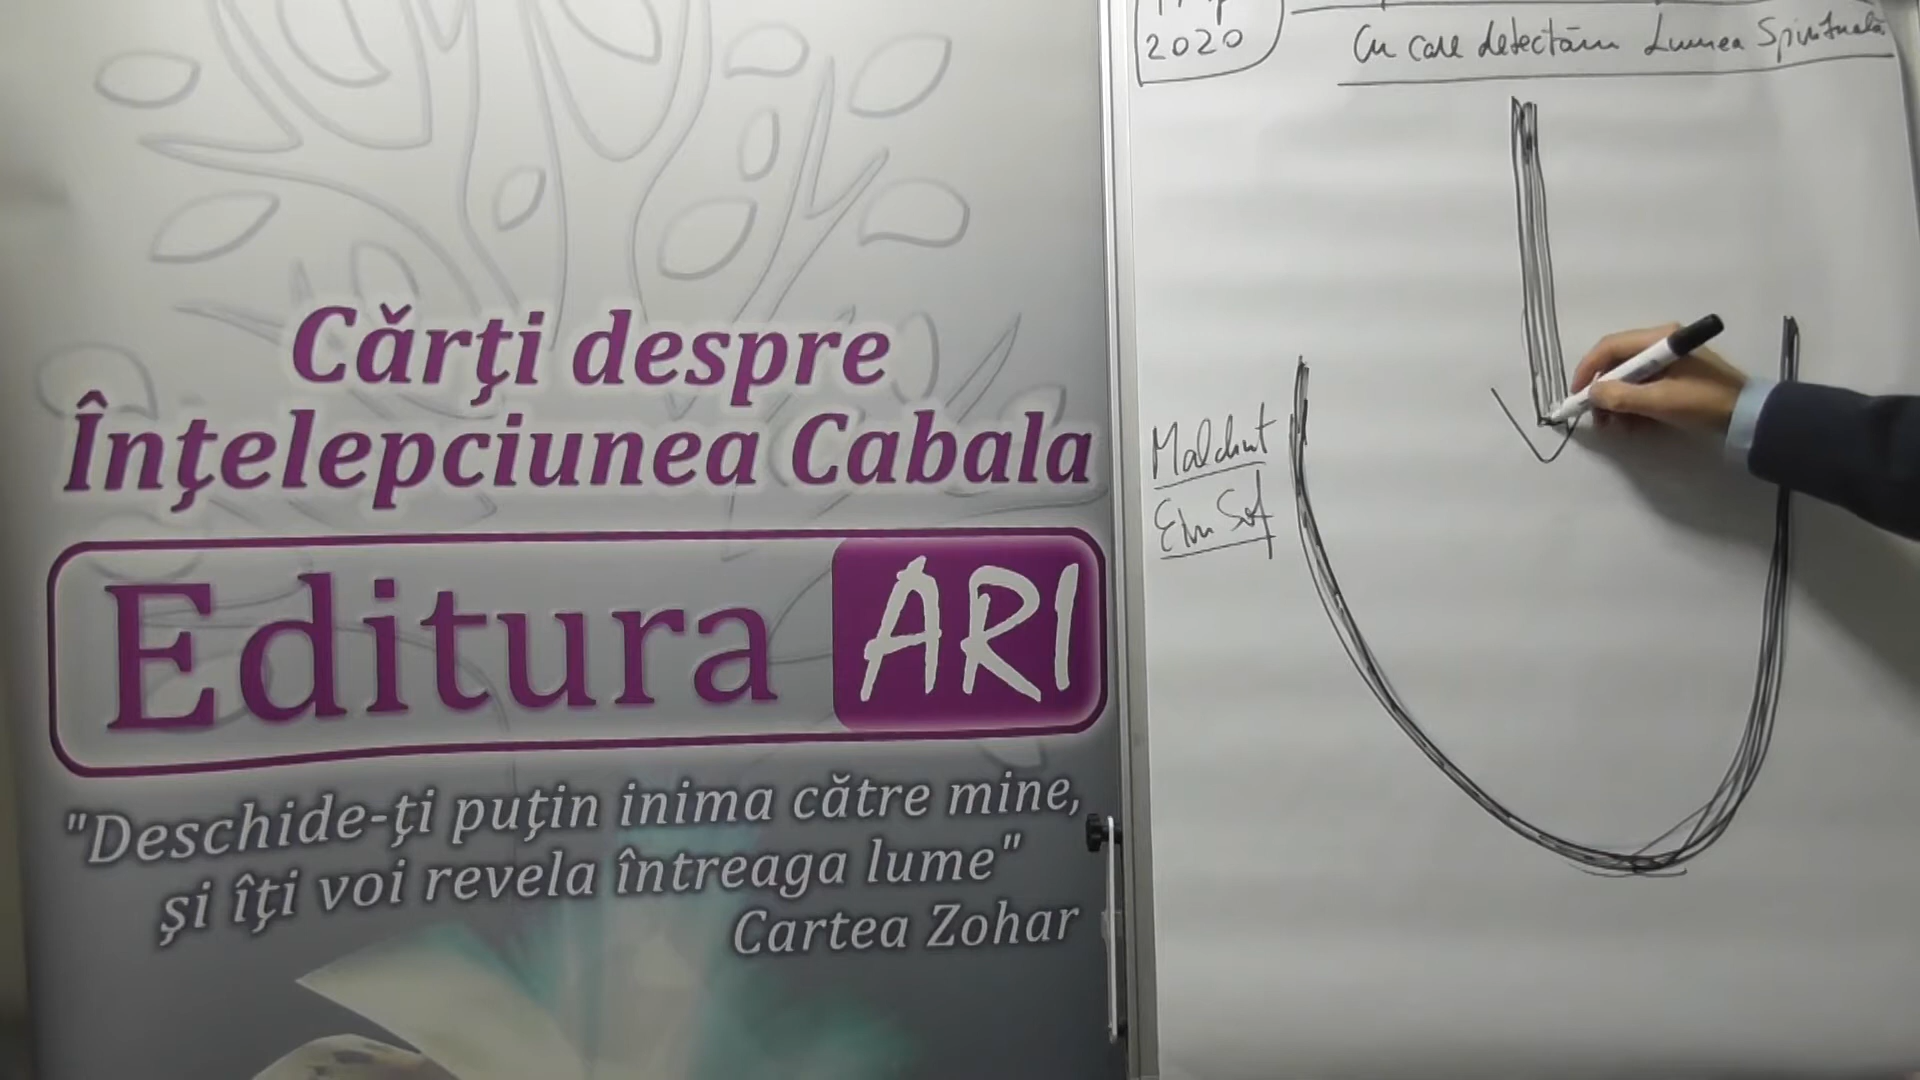 Cărţi despre
Înţelepciunea Cabala
Editura ARI
"Deschide-ţi puţin inima către mine,
şi îţi voi revela întreaga lume"
Cartea Zohar
2020
Cu care detectăm Lumea Spirituală
Malchut
Ein Sof